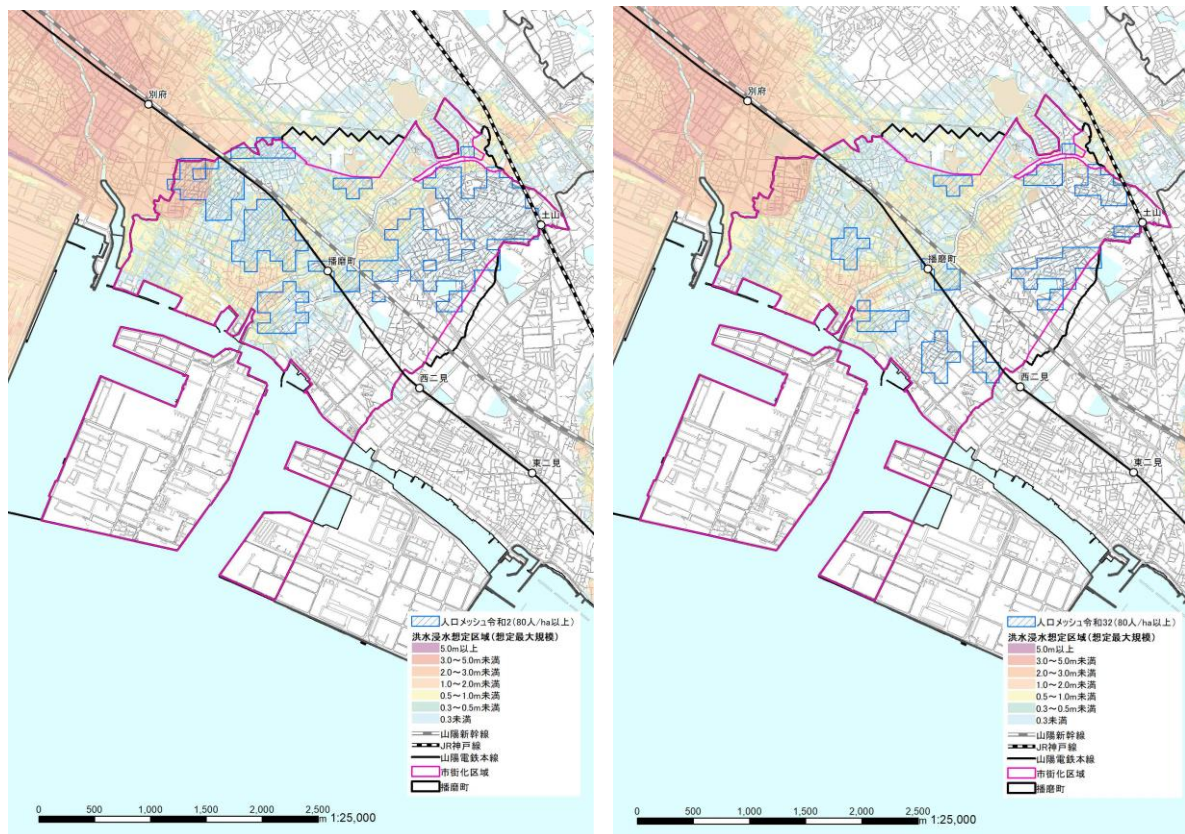 別府
土山
播磨町
西二見
東二見
人口メッシュ令和2(80人/ha以上)
洪水浸水想定区域(想定最大規模)
5.0m以上
3.0～5.0m未満
2.0～3.0m未満
1.0～2.0m未満
0.5～1.0m未満
0.3～0.5m未満
0.3未満
山陽新幹線
JR神戸線
山陽電鉄本線
市街化区域
播磨町
0 500 1,000 1,500 2,000 2,500
m 1:25,000
別府
土山
播磨町
西二見
東二見
人口メッシュ令和32(80人/ha以上)
洪水浸水想定区域(想定最大規模)
5.0m以上
3.0～5.0m未満
2.0～3.0m未満
1.0～2.0m未満
0.5～1.0m未満
0.3～0.5m未満
0.3未満
山陽新幹線
JR神戸線
山陽電鉄本線
市街化区域
播磨町
0 500 1,000 1,500 2,000 2,500
m 1:25,000